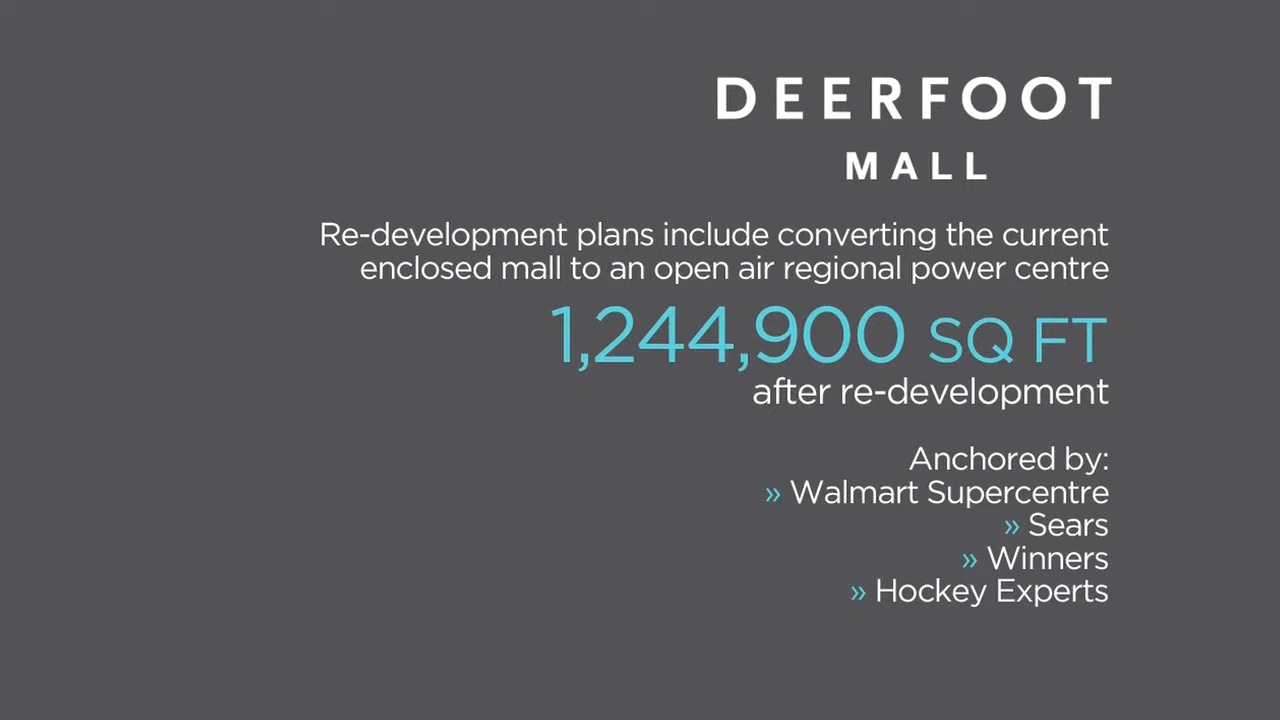 DEERFOOT
MALL
Re-development plans include converting the current
enclosed mall to an open air regional power centre
1,244,900 SQ FT
after re-development
Anchored by:
» Walmart Supercentre
» Sears
» Winners
» Hockey Experts